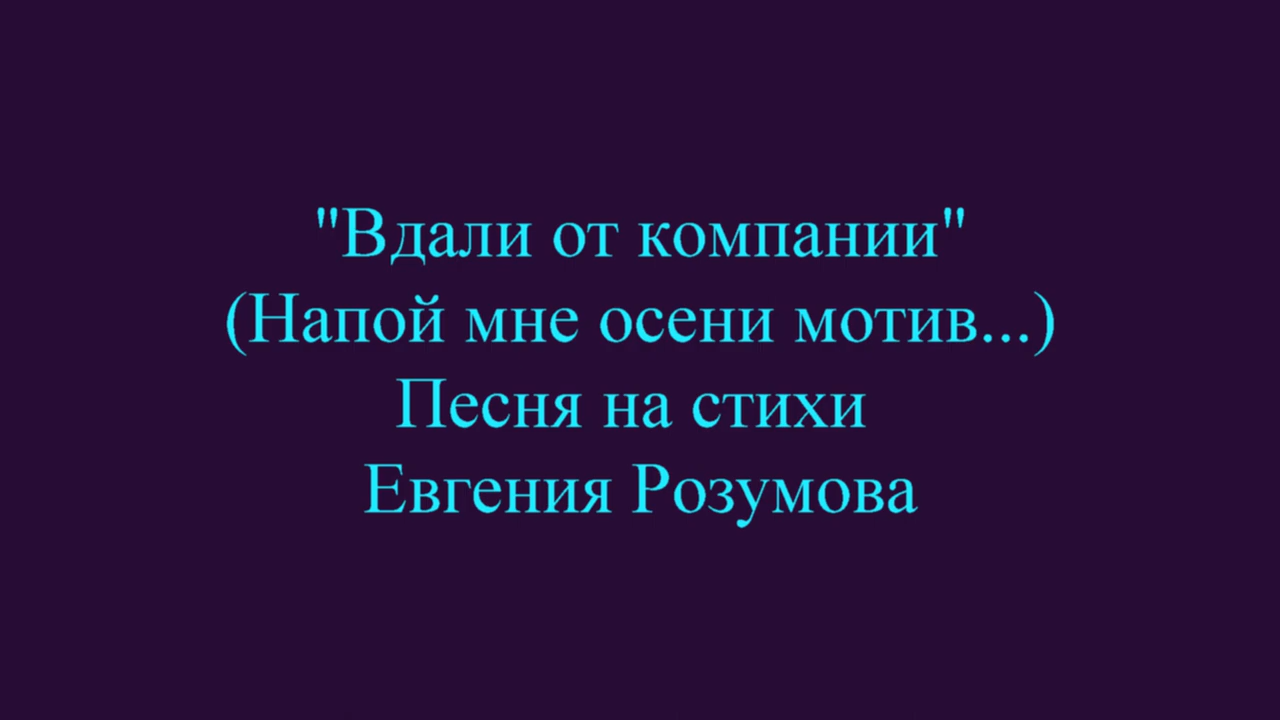 "Вдали от компании"
(Напой мне осени мотив...)
Песня на стихи
Евгения Розумова